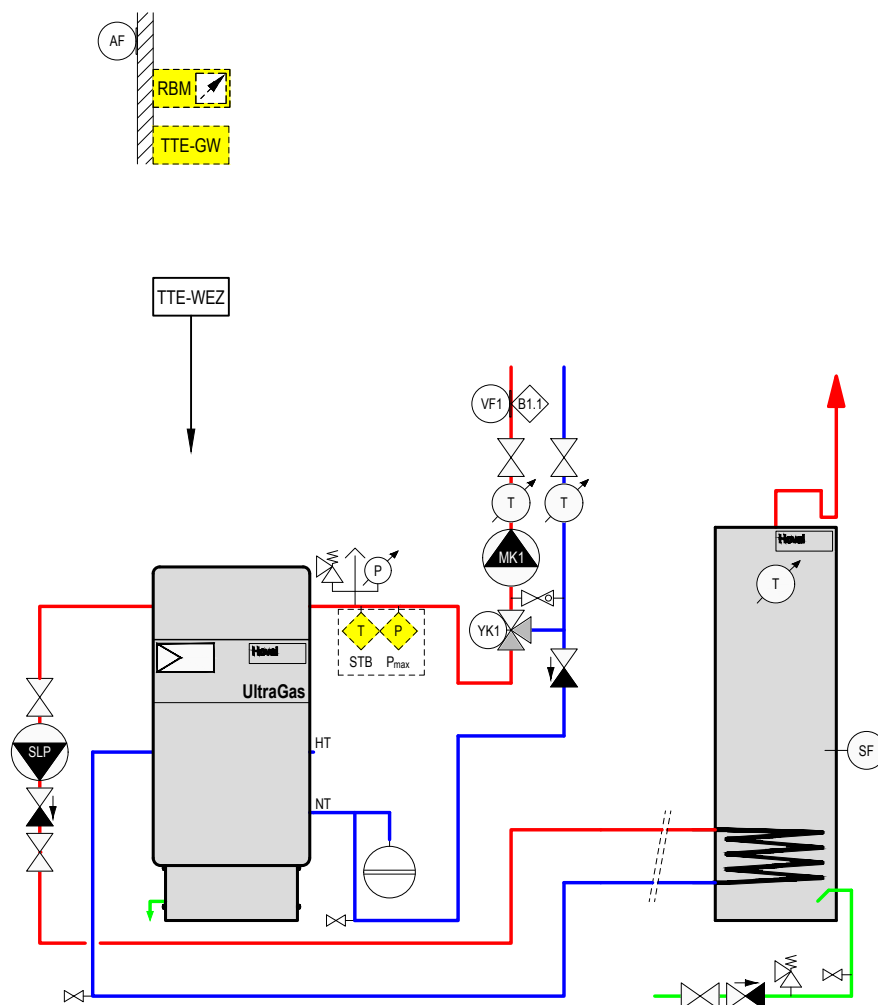 AF
RBM
TTE-GW
TTE-WEZ
VF1
B1.1
T
T
MK1
P
T
P
YK1
STB
Pmax
Hoval
UltraGas
SLP
HT
NT
Hoval
T
SF